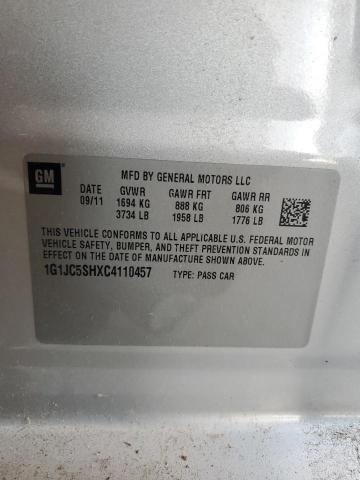 GM
MFD BY GENERAL MOTORS LLC
DATE GVWR GAWR FRT GAWR RR
09/11 1694 KG 888 KG 806 KG
3734 LB 1958 LB 1776 LB
THIS VEHICLE CONFORMS TO ALL APPLICABLE U.S. FEDERAL MOTOR
VEHICLE SAFETY, BUMPER, AND THEFT PREVENTION STANDARDS
IN EFFECT ON THE DATE OF MANUFACTURE SHOWN ABOVE.
1G1JC5SHXC4110457 TYPE: PASS CAR